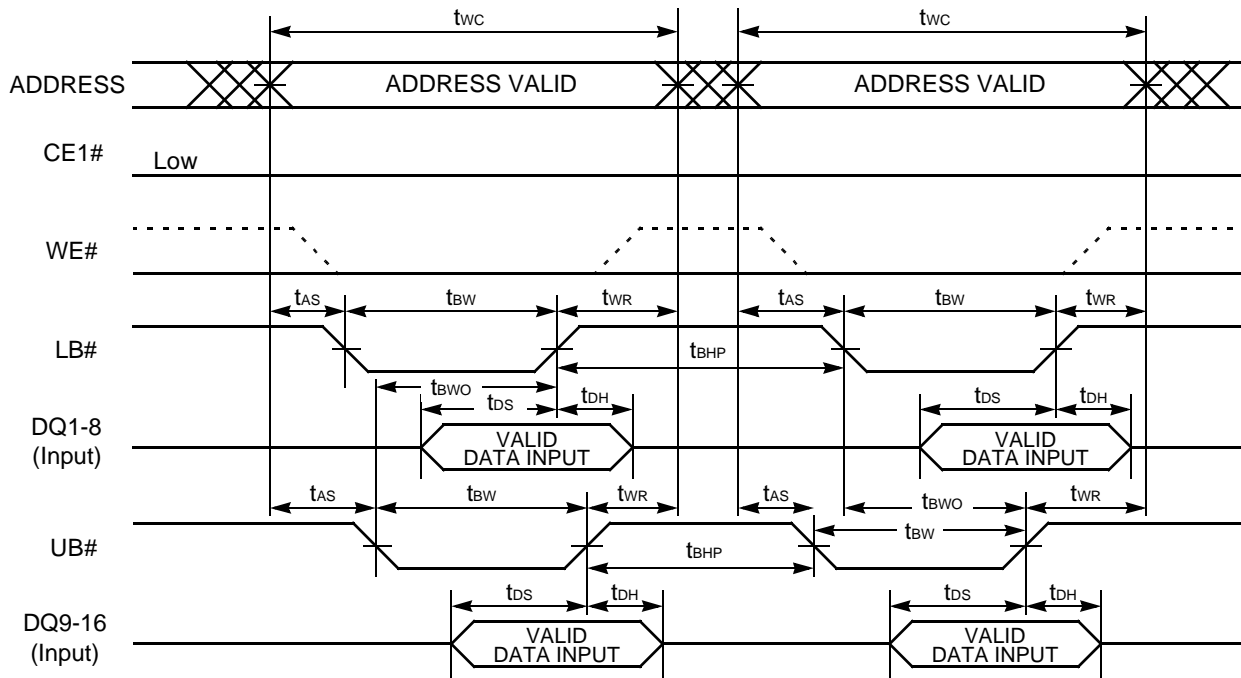 tWC tWC
ADDRESS ADDRESS VALID ADDRESS VALID
CE1# Low
WE#
tAS tBW tWR tAS tBW tWR
LB#
tBHP
tBWO
tDS tDH tDS tDH
DQ1-8
(Input)
VALID
DATA INPUT
VALID
DATA INPUT
tAS tBW tWR tAS tBWO tWR
tBW
UB#
tBHP
tDS tDH tDS tDH
DQ9-16
(Input)
VALID
DATA INPUT
VALID
DATA INPUT